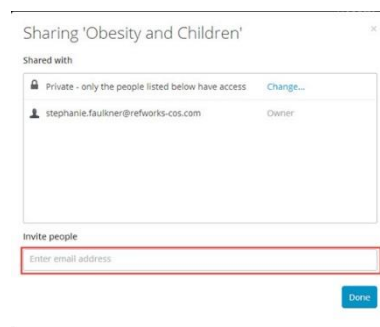 Sharing 'Obesity and Children'
×
Shared with
Private - only the people listed below have access Change...
stephanie.faulkner@refworks-cos.com Owner
Invite people
Enter email address
Done